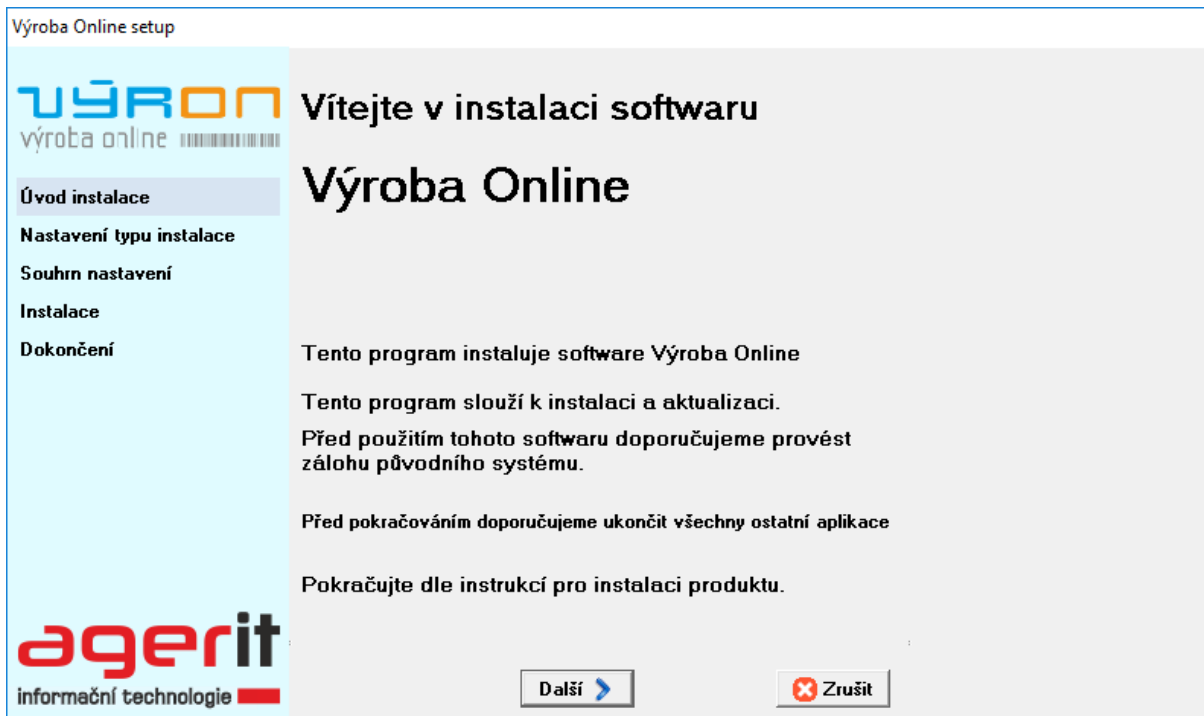 Výroba Online setup
výron
výroba online
Úvod instalace
Nastavení typu instalace
Souhrn nastavení
Instalace
Dokončení
agerit
informační technologie
Vítejte v instalaci softwaru
Výroba Online
Tento program instaluje software Výroba Online
Tento program slouží k instalaci a aktualizaci.
Před použitím tohoto softwaru doporučujeme provést
zálohu původního systému.
Před pokračováním doporučujeme ukončit všechny ostatní aplikace
Pokračujte dle instrukcí pro instalaci produktu.
Další
Zrušit